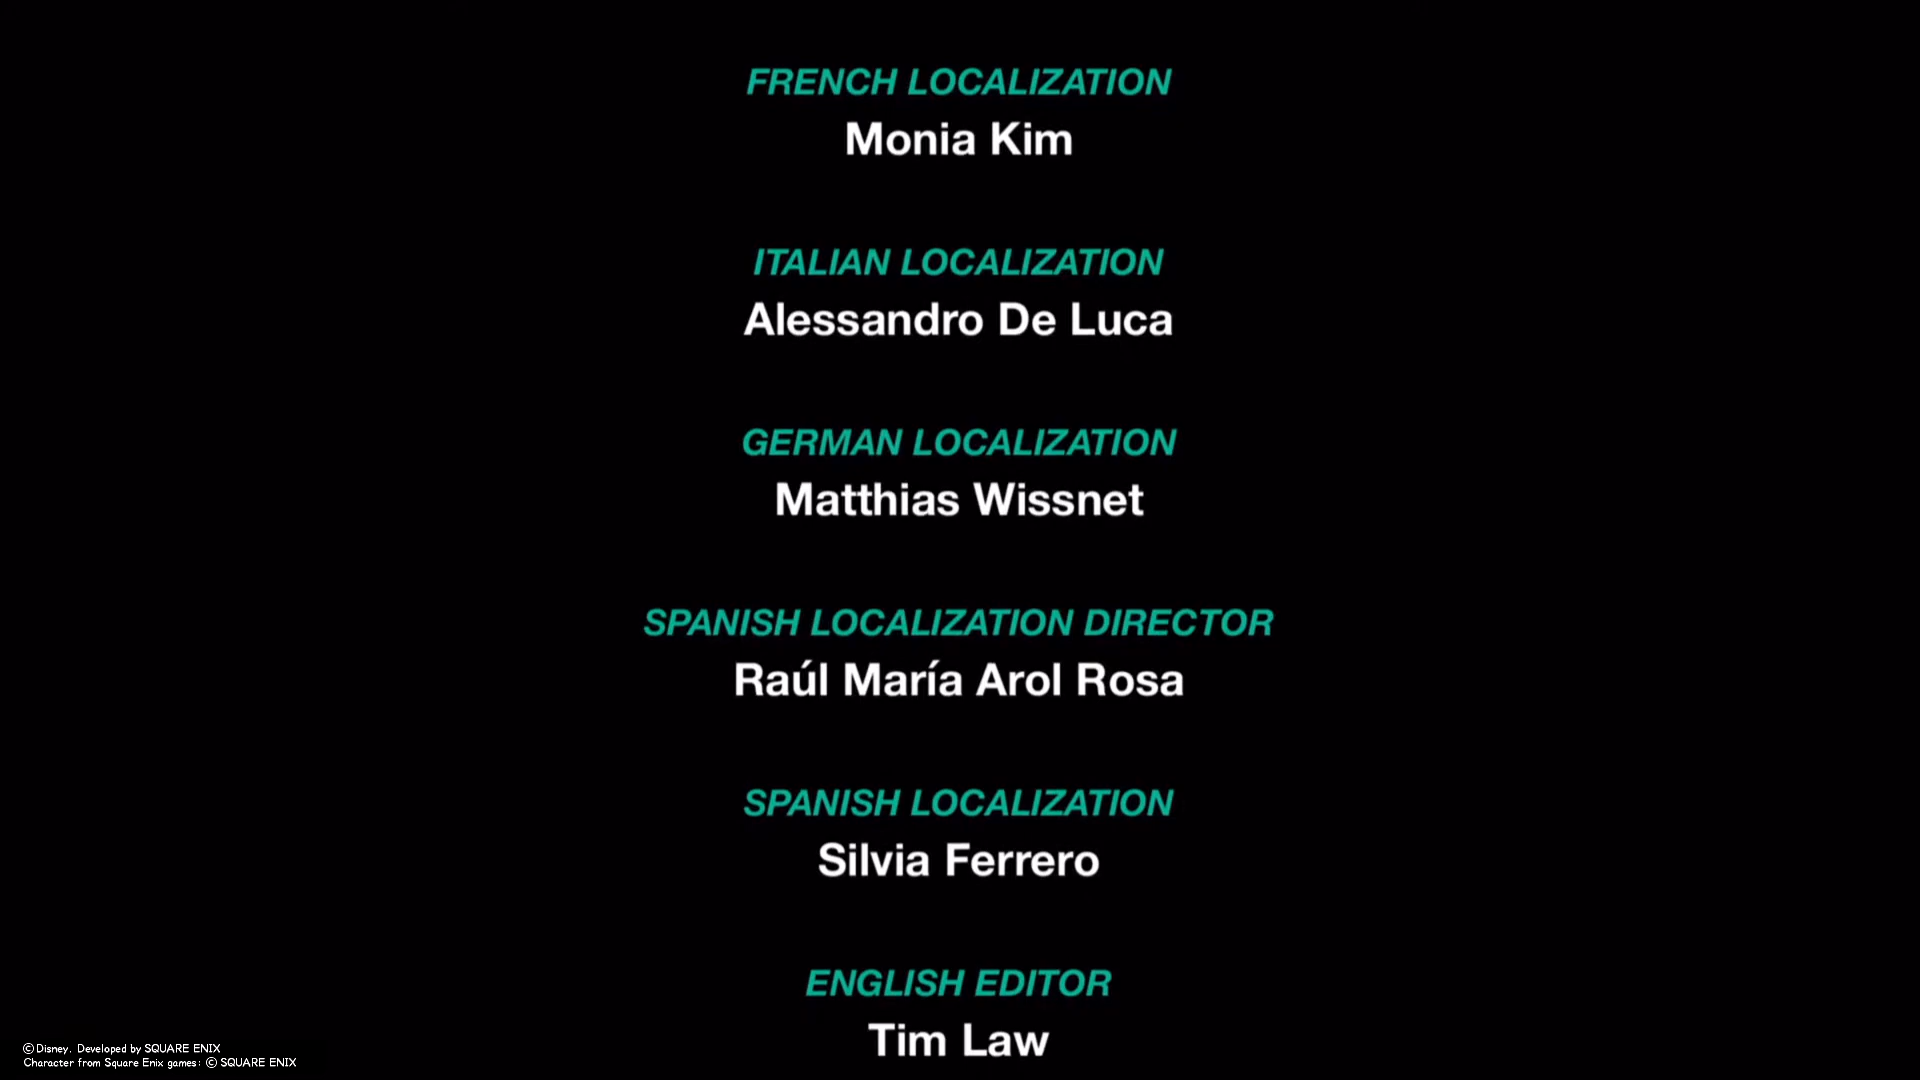 FRENCH LOCALIZATION
Monia Kim
ITALIAN LOCALIZATION
Alessandro De Luca
GERMAN LOCALIZATION
Matthias Wissnet
SPANISH LOCALIZATION DIRECTOR
Raúl María Arol Rosa
SPANISH LOCALIZATION
Silvia Ferrero
ENGLISH EDITOR
Tim Law
© Disney. Developed by SQUARE ENIX
Character from Square Enix games: © SQUARE ENIX